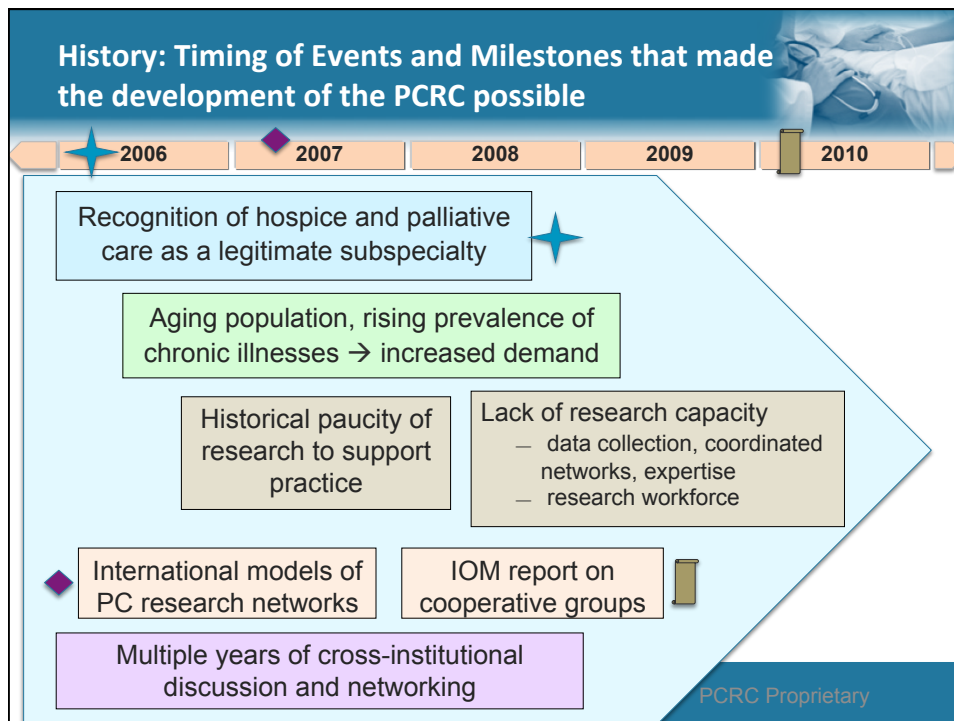 History: Timing of Events and Milestones that made
the development of the PCRC possible
2006 2007 2008 2009 2010
Recognition of hospice and palliative
care as a legitimate subspecialty
Aging population, rising prevalence of
chronic illnesses → increased demand
Historical paucity of
research to support
practice
Lack of research capacity
— data collection, coordinated
networks, expertise
— research workforce
International models of
PC research networks
IOM report on
cooperative groups
Multiple years of cross-institutional
discussion and networking
PCRC Proprietary